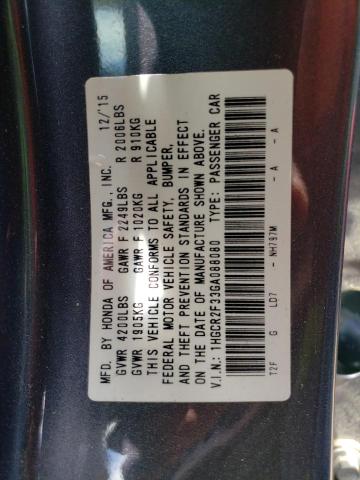 MFD. BY HONDA OF AMERICA MFG., INC. 12/'15
GVWR 4200LBS GAWR F 2249LBS R 2006LBS
GVWR 1905KG GAWR F 1020KG R 910KG
THIS VEHICLE CONFORMS TO ALL APPLICABLE
FEDERAL MOTOR VEHICLE SAFETY, BUMPER,
AND THEFT PREVENTION STANDARDS IN EFFECT
ON THE DATE OF MANUFACTURE SHOWN ABOVE.
V.I.N.: 1HGCR2F33GA088080 TYPE: PASSENGER CAR
T2F G LD7 - NH797M - A - A